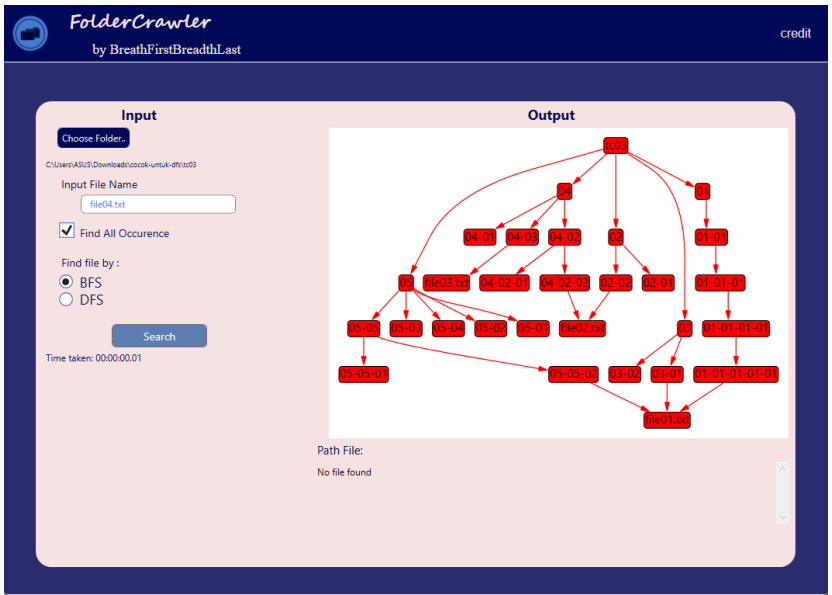 FolderCrawler
by BreathFirstBreadthLast
credit
Input
Choose Folder..
C:\Users\ASUS\Downloads\cocok-untuk-dfs\tc03
Input File Name
file04.txt
Find All Occurence
Find file by :
BFS
DFS
Search
Time taken: 00:00:00.01
Output
tc03
04 01
04-01 04-03 04-02 02 01-01
05 file03.txt 04-02-01 04-02-02 02-02 02-01 01-01-01
05-05 05-03 05-04 05-02 05-01 file02.txt 03 01-01-01-01
05-05-01 05-05-02 03-02 03-01 01-01-01-01-01
file01.txt
Path File:
No file found